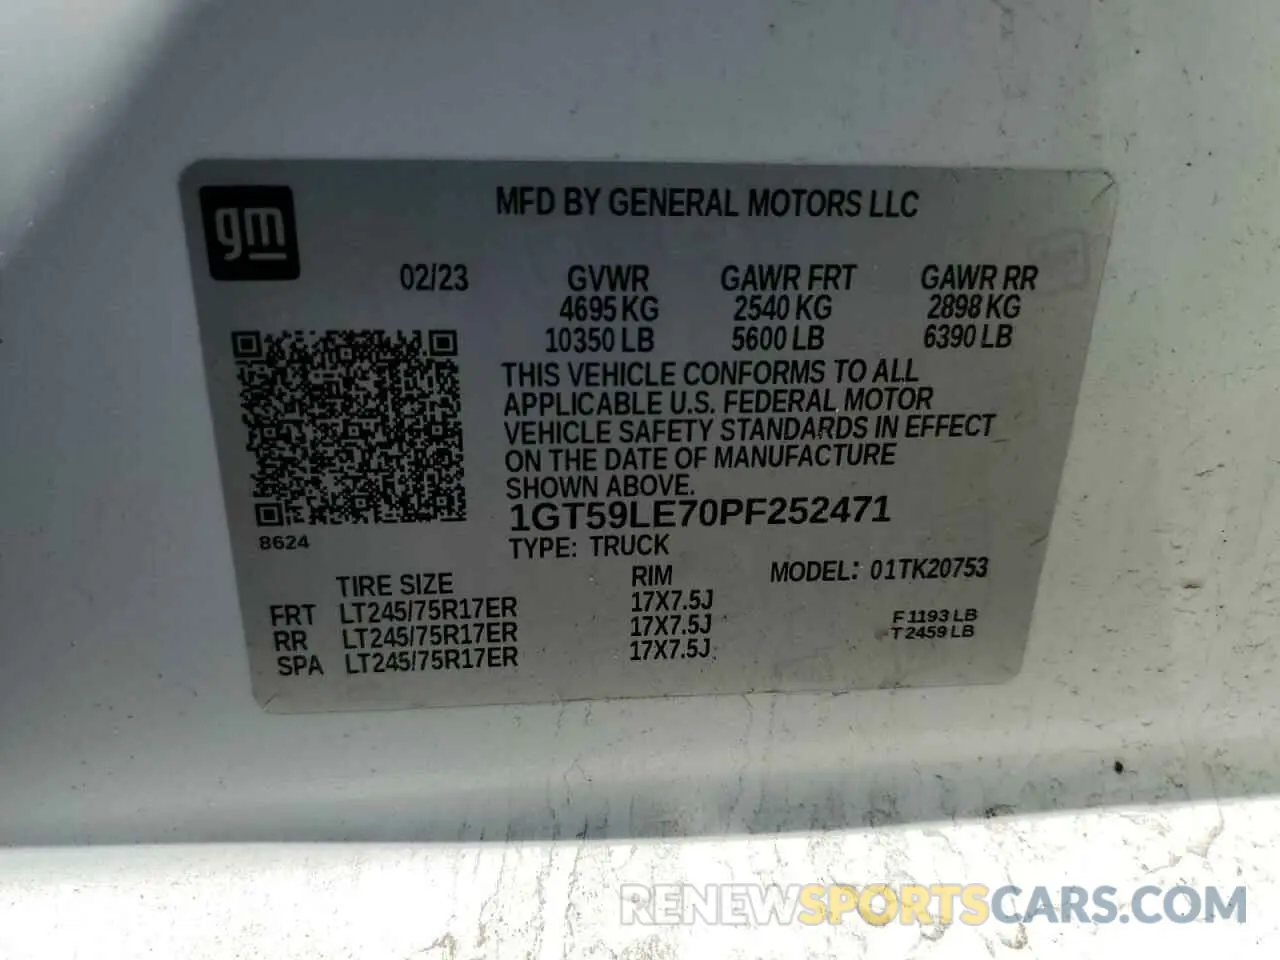 gm
MFD BY GENERAL MOTORS LLC
02/23 GVWR GAWR FRT GAWR RR
4695 KG 2540 KG 2898 KG
10350 LB 5600 LB 6390 LB
THIS VEHICLE CONFORMS TO ALL
APPLICABLE U.S. FEDERAL MOTOR
VEHICLE SAFETY STANDARDS IN EFFECT
ON THE DATE OF MANUFACTURE
SHOWN ABOVE.
1GT59LE70PF252471
8624
TYPE: TRUCK
TIRE SIZE RIM MODEL: 01TK20753
FRT LT245/75R17ER 17X7.5J F 1193 LB
RR LT245/75R17ER 17X7.5J T 2459 LB
SPA LT245/75R17ER 17X7.5J
RENEWSPORTSCARS.COM